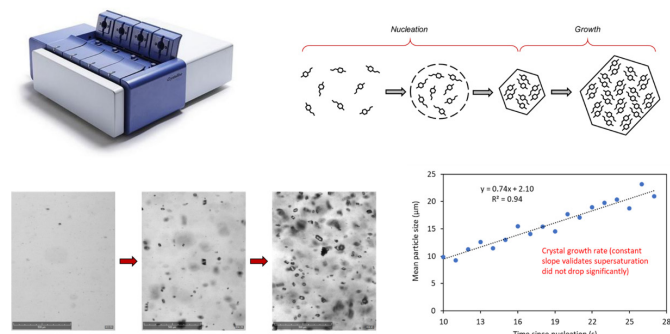 Nucleation
Growth
y = 0.74x + 2.10
R² = 0.94
Crystal growth rate (constant
slope validates supersaturation
did not drop significantly)
Mean particle size (µm)
25
20
15
10
5
0
10
13
16
19
22
25
28
Time since nucleation (s)